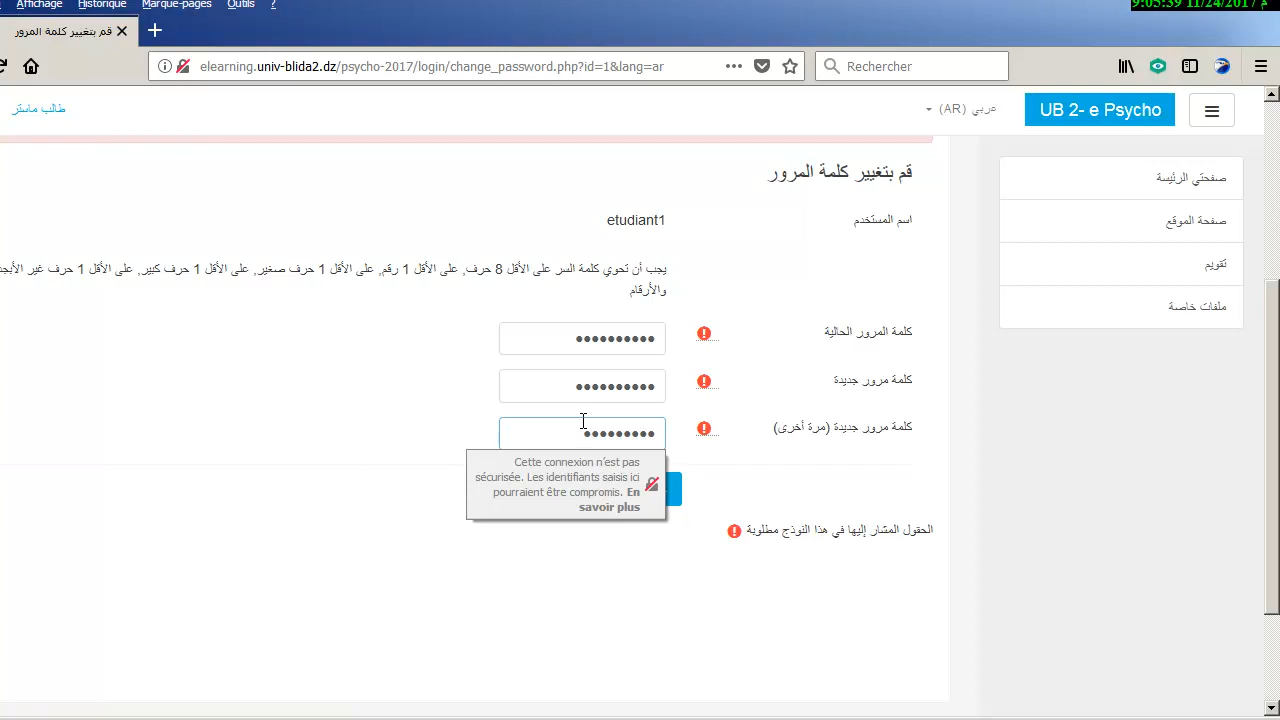 Affichage Historique Marque-pages Outils ?
9:05:39 11/24/2017 م
قم بتغيير كلمة المرور
elearning.univ-blida2.dz/psycho-2017/login/change_password.php?id=1&lang=ar
Rechercher
UB 2- e Psycho
عربي (AR)
طالب ماستر
صفحتي الرئيسة
صفحة الموقع
تقويم
ملفات خاصة
قم بتغيير كلمة المرور
اسم المستخدم
etudiant1
يجب أن تحوي كلمة السر على الأقل 8 حرف, على الأقل 1 رقم, على الأقل 1 حرف صغير, على الأقل 1 حرف كبير, على الأقل 1 حرف غير
والأرقام
كلمة المرور الحالية
كلمة مرور جديدة
كلمة مرور جديدة (مرة أخرى)
Cette connexion n’est pas
sécurisée. Les identifiants saisis ici
pourraient être compromis. En
savoir plus
الحقول المشار إليها في هذا النوذج مطلوبة